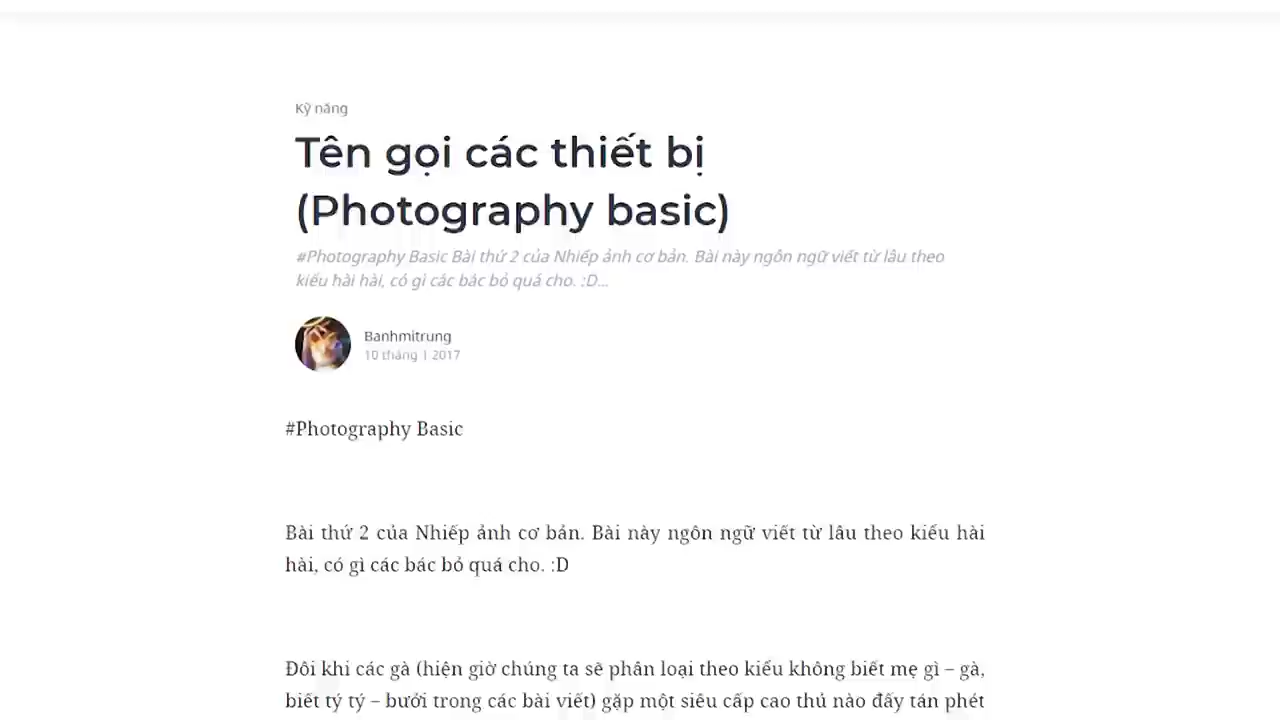 Kỹ năng
Tên gọi các thiết bị
(Photography basic)
#Photography Basic Bài thứ 2 của Nhiếp ảnh cơ bản. Bài này ngôn ngữ viết từ lâu theo
kiểu hài hài, có gì các bác bỏ quá cho. :D...
Banhmitrung
10 tháng 1 2017
#Photography Basic
Bài thứ 2 của Nhiếp ảnh cơ bản. Bài này ngôn ngữ viết từ lâu theo kiểu hài
hài, có gì các bác bỏ quá cho. :D
Đôi khi các gà (hiện giờ chúng ta sẽ phân loại theo kiểu không biết mẹ gì – gà,
biết tý tý – bưởi trong các bài viết) gặp một siêu cấp cao thủ nào đấy tán phét